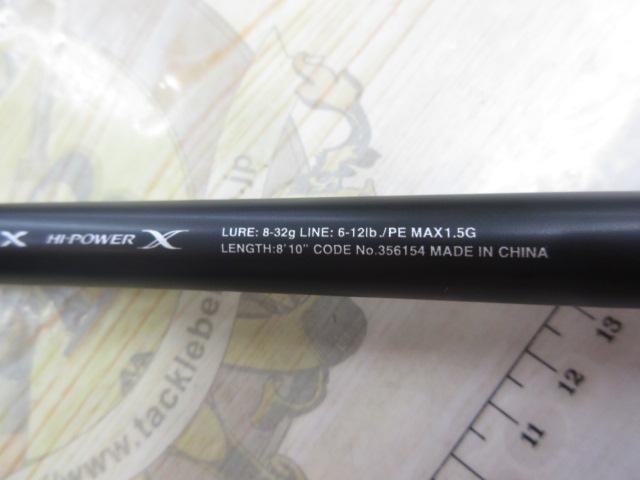 X HI-POWER X LURE: 8-32g LINE: 6-12lb./PE MAX1.5G
LENGTH:8'10" CODE No.356154 MADE IN CHINA
www.tacklebe
.jp
11 12 13